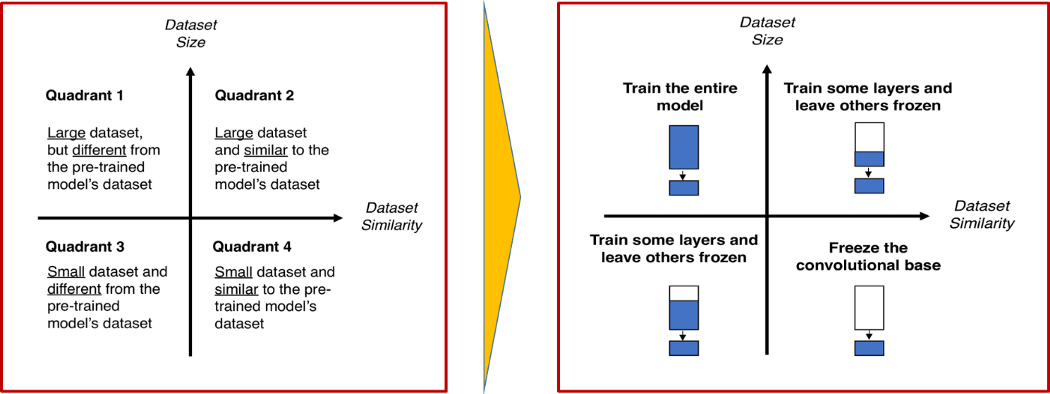 Dataset
Size
Quadrant 1
Large dataset,
but different from
the pre-trained
model's dataset
Quadrant 2
Large dataset
and similar to the
pre-trained
model's dataset
Dataset
Similarity
Quadrant 3
Small dataset and
different from the
pre-trained
model's dataset
Quadrant 4
Small dataset and
similar to the pre-
trained model's
dataset
Dataset
Size
Train the entire
model
Train some layers and
leave others frozen
Dataset
Similarity
Train some layers and
leave others frozen
Freeze the
convolutional base